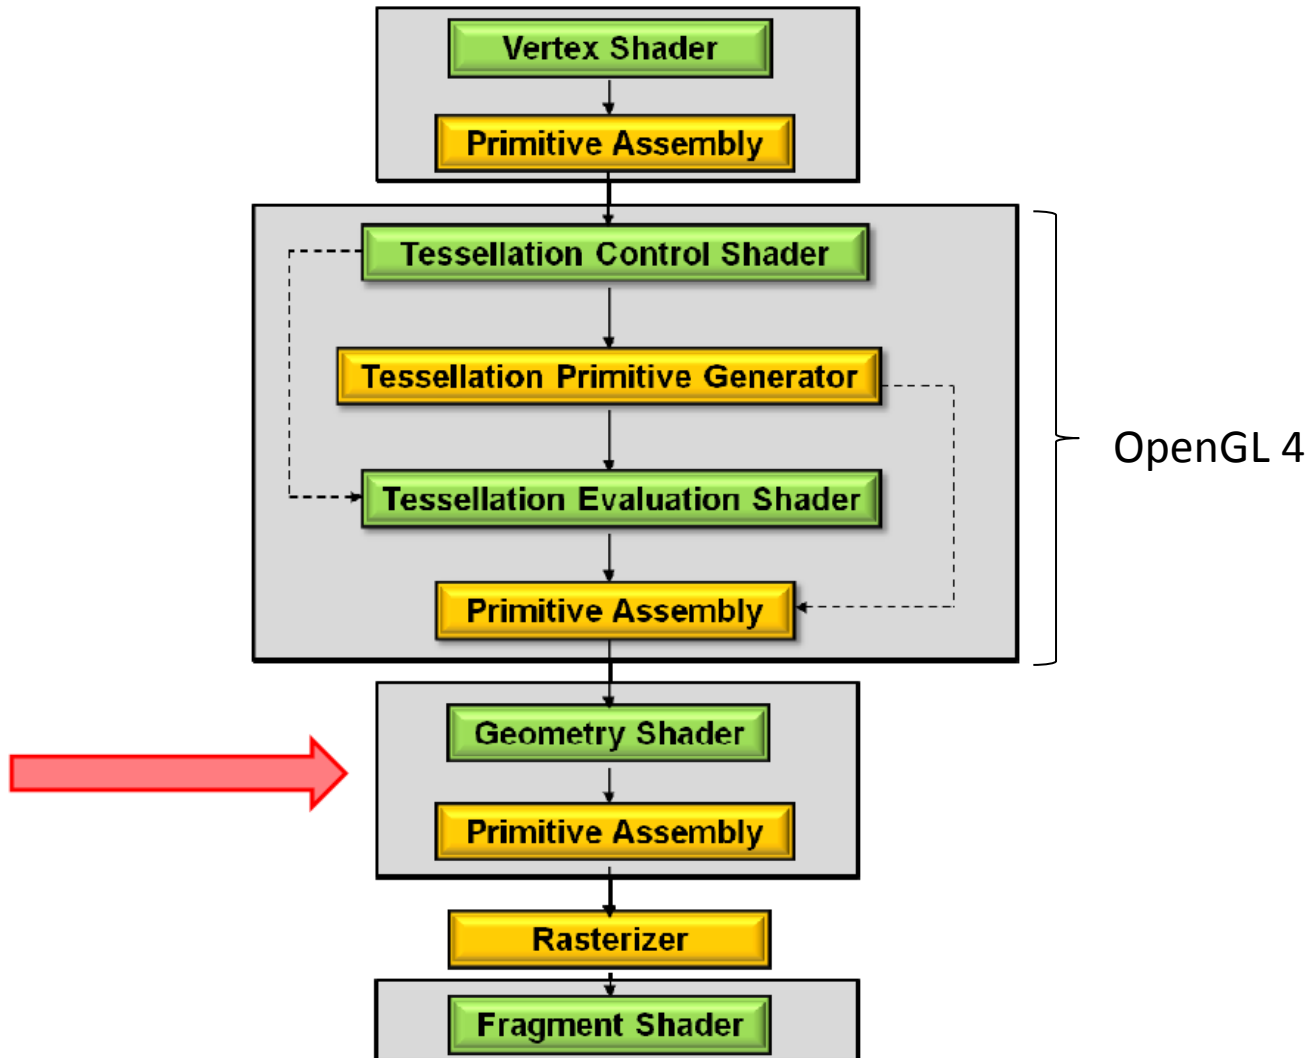 Vertex Shader
Primitive Assembly
Tessellation Control Shader
Tessellation Primitive Generator
OpenGL 4
Tessellation Evaluation Shader
Primitive Assembly
Geometry Shader
Primitive Assembly
Rasterizer
Fragment Shader